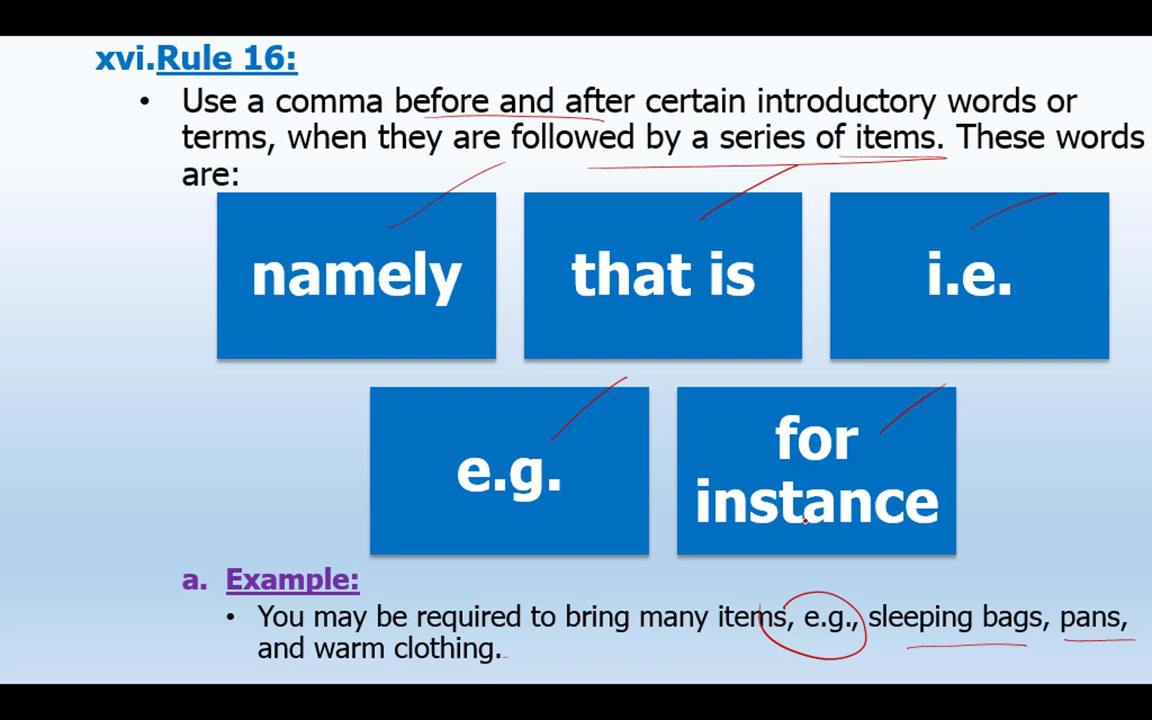 xvi.Rule 16:
• Use a comma before and after certain introductory words or
terms, when they are followed by a series of items. These words
are:
namely
that is
i.e.
e.g.
for
instance
a. Example:
• You may be required to bring many items, e.g., sleeping bags, pans,
and warm clothing.